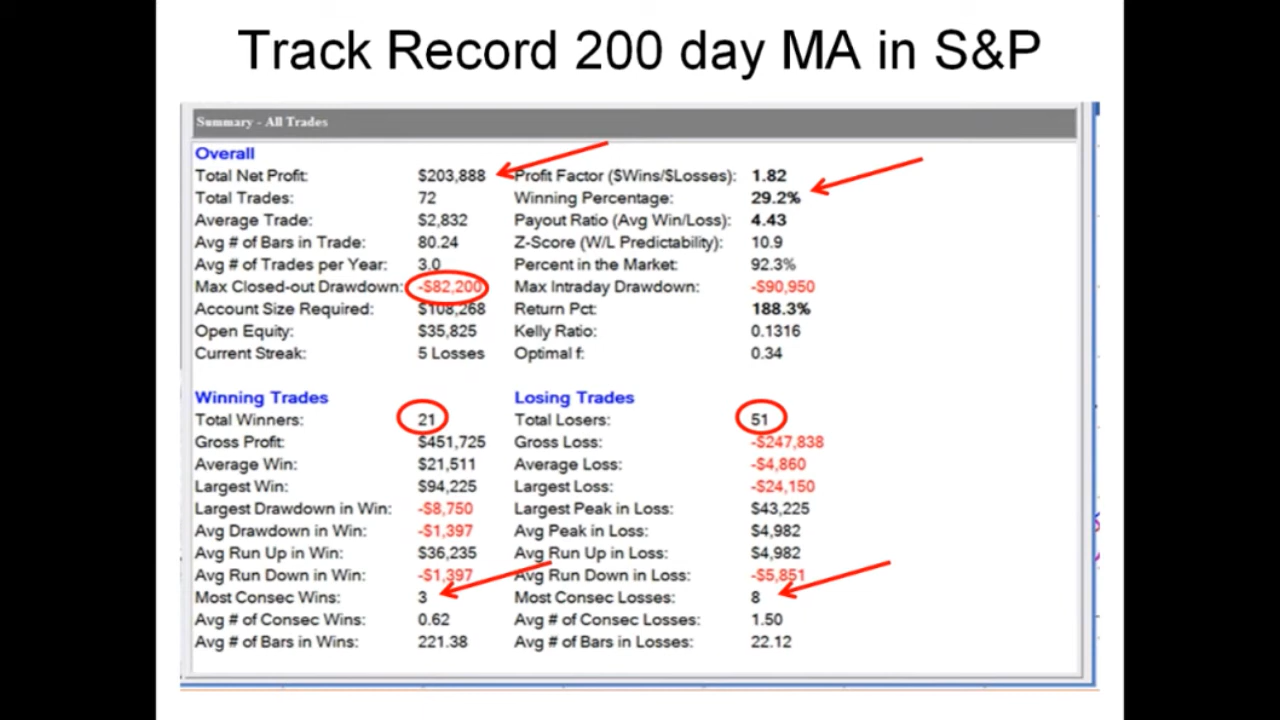 Track Record 200 day MA in S&P
Summary - All Trades
Overall
Total Net Profit: $203,888 Profit Factor ($Wins/$Losses): 1.82
Total Trades: 72 Winning Percentage: 29.2%
Average Trade: $2,832 Payout Ratio (Avg Win/Loss): 4.43
Avg # of Bars in Trade: 80.24 Z-Score (W/L Predictability): 10.9
Avg # of Trades per Year: 3.0 Percent in the Market: 92.3%
Max Closed-out Drawdown: -$82,200 Max Intraday Drawdown: -$90,950
Account Size Required: $108,268 Return Pct: 188.3%
Open Equity: $35,825 Kelly Ratio: 0.1316
Current Streak: 5 Losses Optimal f: 0.34
Winning Trades Losing Trades
Total Winners: 21 Total Losers: 51
Gross Profit: $451,725 Gross Loss: -$247,838
Average Win: $21,511 Average Loss: -$4,860
Largest Win: $94,225 Largest Loss: -$24,150
Largest Drawdown in Win: -$8,750 Largest Peak in Loss: $43,225
Avg Drawdown in Win: -$1,397 Avg Peak in Loss: $4,982
Avg Run Up in Win: $36,235 Avg Run Up in Loss: $4,982
Avg Run Down in Win: -$1,397 Avg Run Down in Loss: -$5,851
Most Consec Wins: 3 Most Consec Losses: 8
Avg # of Consec Wins: 0.62 Avg # of Consec Losses: 1.50
Avg # of Bars in Wins: 221.38 Avg # of Bars in Losses: 22.12